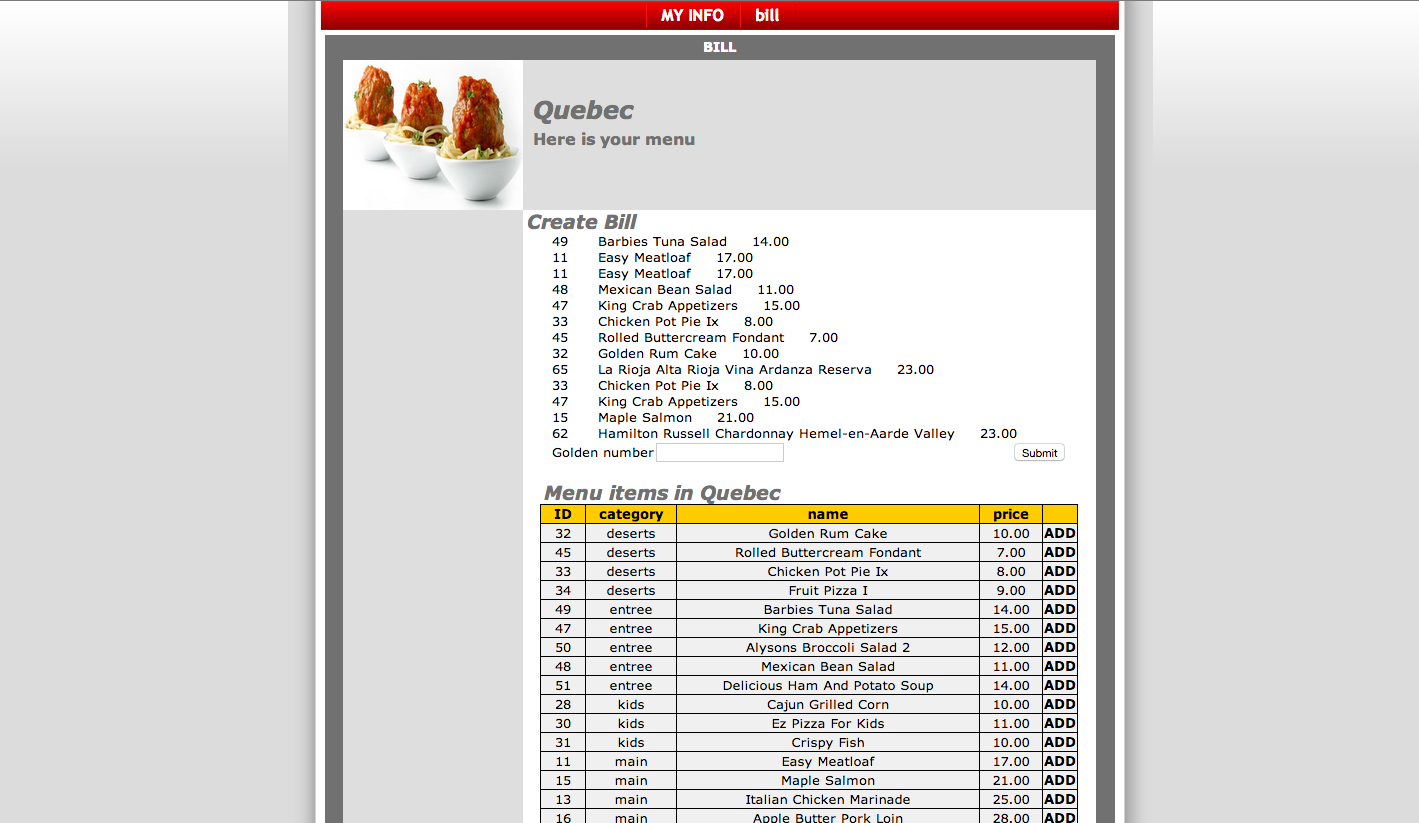 MY INFO bill
BILL
Quebec
Here is your menu
Create Bill
49 Barbies Tuna Salad 14.00
11 Easy Meatloaf 17.00
11 Easy Meatloaf 17.00
48 Mexican Bean Salad 11.00
47 King Crab Appetizers 15.00
33 Chicken Pot Pie Ix 8.00
45 Rolled Buttercream Fondant 7.00
32 Golden Rum Cake 10.00
65 La Rioja Alta Rioja Vina Ardanza Reserva 23.00
33 Chicken Pot Pie Ix 8.00
47 King Crab Appetizers 15.00
15 Maple Salmon 21.00
62 Hamilton Russell Chardonnay Hemel-en-Aarde Valley 23.00
Golden number Submit
Menu items in Quebec
ID category name price
32 deserts Golden Rum Cake 10.00 ADD
45 deserts Rolled Buttercream Fondant 7.00 ADD
33 deserts Chicken Pot Pie Ix 8.00 ADD
34 deserts Fruit Pizza I 9.00 ADD
49 entree Barbies Tuna Salad 14.00 ADD
47 entree King Crab Appetizers 15.00 ADD
50 entree Alysons Broccoli Salad 2 12.00 ADD
48 entree Mexican Bean Salad 11.00 ADD
51 entree Delicious Ham And Potato Soup 14.00 ADD
28 kids Cajun Grilled Corn 10.00 ADD
30 kids Ez Pizza For Kids 11.00 ADD
31 kids Crispy Fish 10.00 ADD
11 main Easy Meatloaf 17.00 ADD
15 main Maple Salmon 21.00 ADD
13 main Italian Chicken Marinade 25.00 ADD
16 main Apple Butter Pork Loin 28.00 ADD